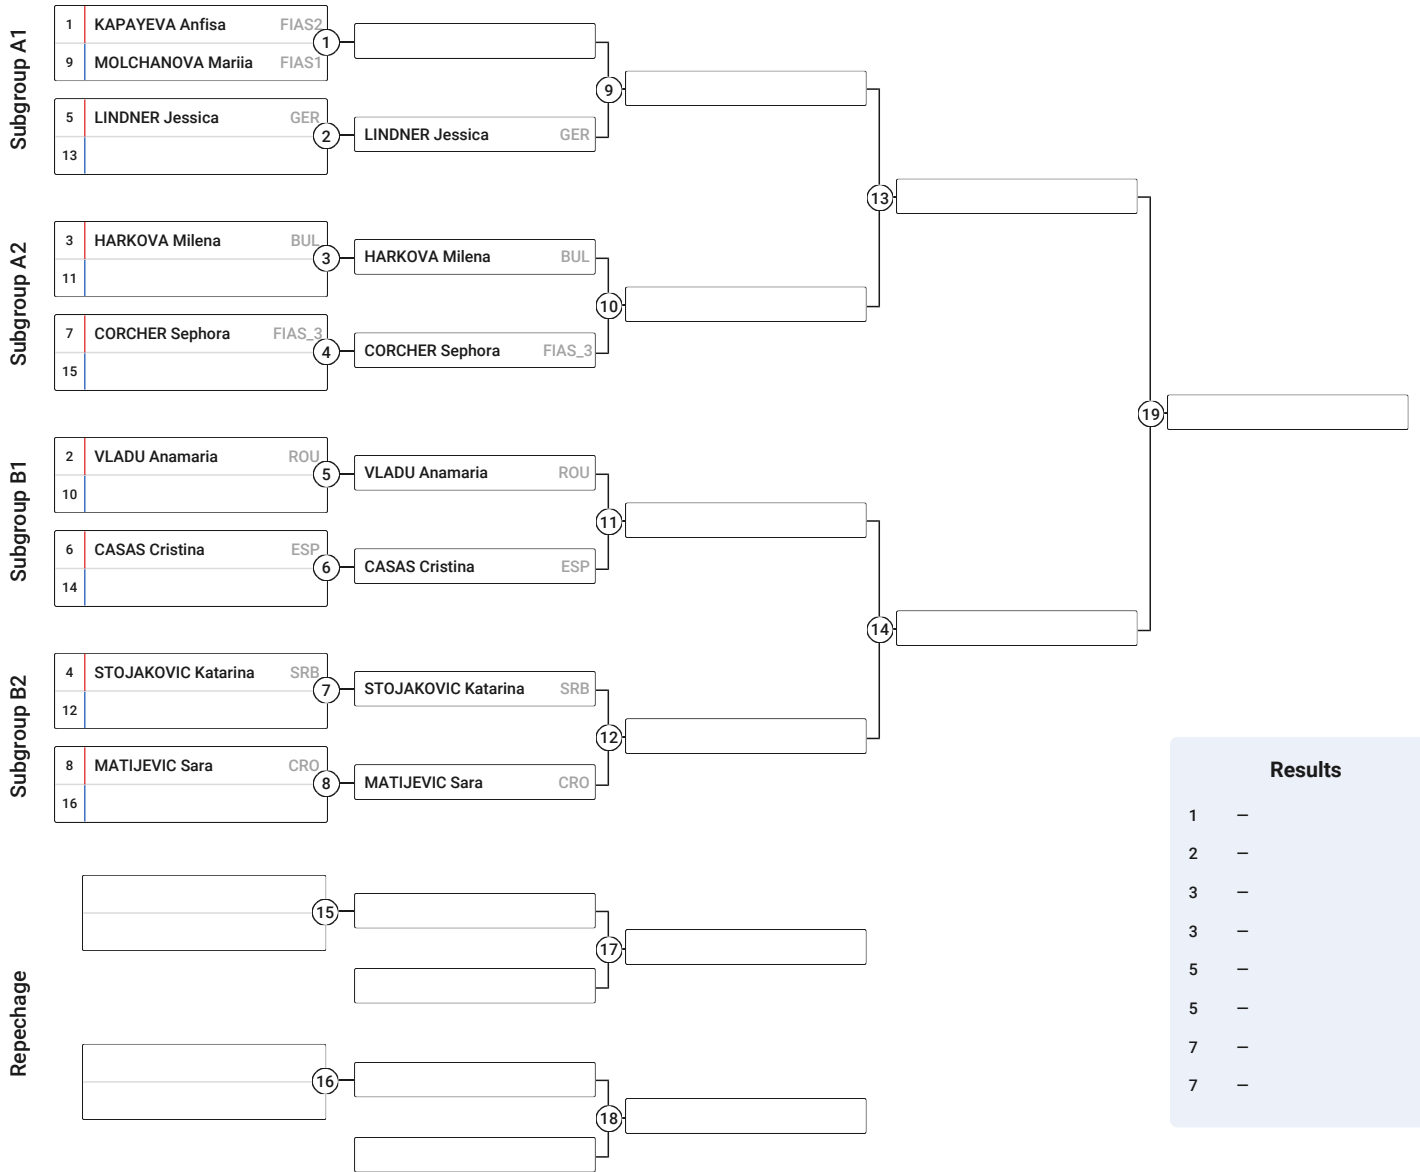 Subgroup A1
1 KAPAYEVA Anfisa FIAS2
9 MOLCHANOVA Mariia FIAS1
1
5 LINDNER Jessica GER
13
2
LINDNER Jessica GER
9
Subgroup A2
3 HARKOVA Milena BUL
11
3
HARKOVA Milena BUL
7 CORCHER Sephora FIAS_3
15
4
CORCHER Sephora FIAS_3
10
13
Subgroup B1
2 VLADU Anamaria ROU
10
5
VLADU Anamaria ROU
6 CASAS Cristina ESP
14
6
CASAS Cristina ESP
11
Subgroup B2
4 STOJAKOVIC Katarina SRB
12
7
STOJAKOVIC Katarina SRB
8 MATIJEVIC Sara CRO
16
8
MATIJEVIC Sara CRO
12
14
19
Repechage
15
17
16
18
Results
1 –
2 –
3 –
3 –
5 –
5 –
7 –
7 –